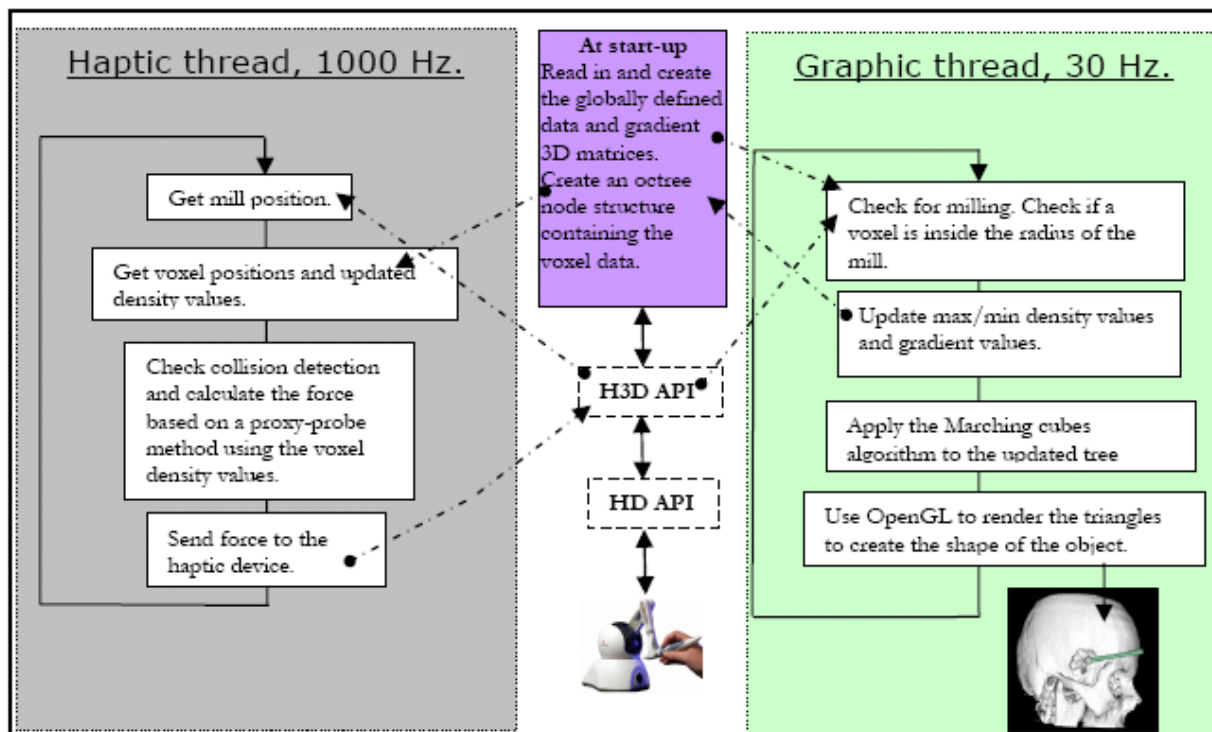 Haptic thread, 1000 Hz.
Get mill position.
Get voxel positions and updated
density values.
Check collision detection
and calculate the force
based on a proxy-probe
method using the voxel
density values.
Send force to the
haptic device.
At start-up
Read in and create
the globally defined
data and gradient
3D matrices.
Create an octree
node structure
containing the
voxel data.
H3D API
HD API
Graphic thread, 30 Hz.
Check for milling. Check if a
voxel is inside the radius of the
mill.
Update max/min density values
and gradient values.
Apply the Marching cubes
algorithm to the updated tree
Use OpenGL to render the triangles
to create the shape of the object.